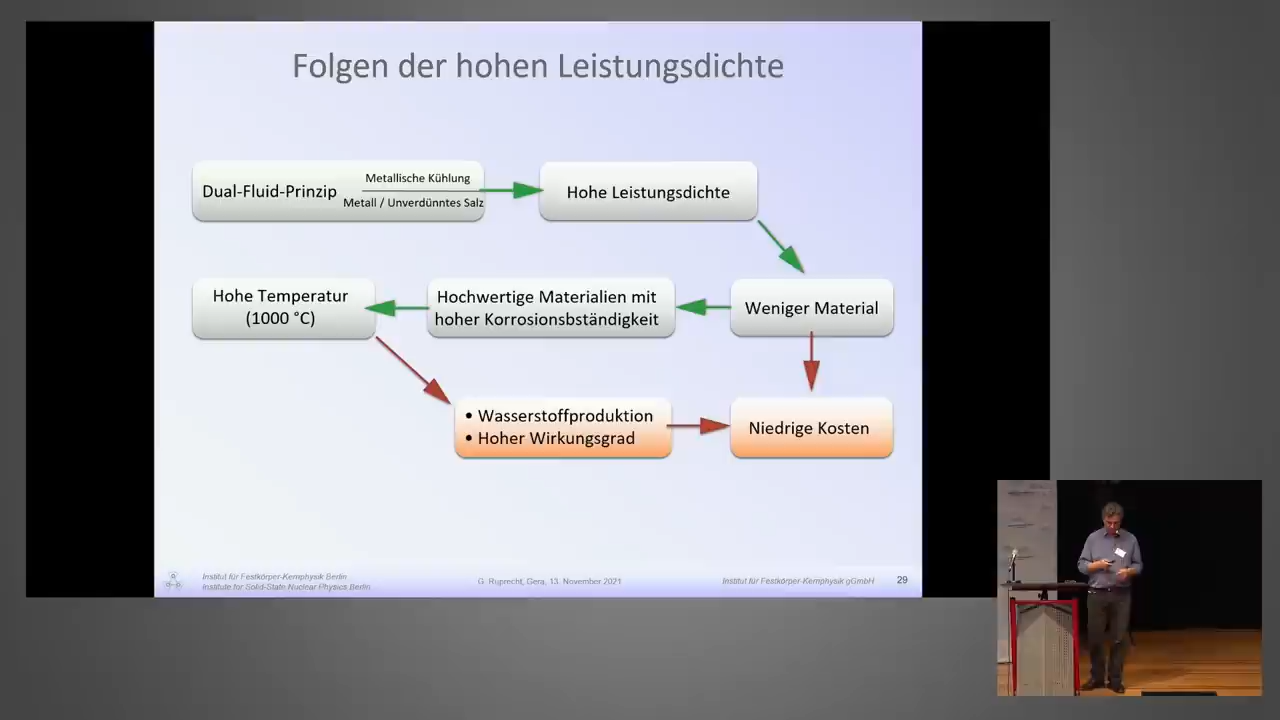 Folgen der hohen Leistungsdichte
Dual-Fluid-Prinzip
Metallische Kühlung
Metall / Unverdünntes Salz
Hohe Leistungsdichte
Hohe Temperatur
(1000 °C)
Hochwertige Materialien mit
hoher Korrosionsbständigkeit
Weniger Material
• Wasserstoffproduktion
• Hoher Wirkungsgrad
Niedrige Kosten
Institut für Festkörper-Kernphysik Berlin
Institute for Solid-State Nuclear Physics Berlin
G. Ruprecht, Gera, 13. November 2021
Institut für Festkörper-Kernphysik gGmbH
29